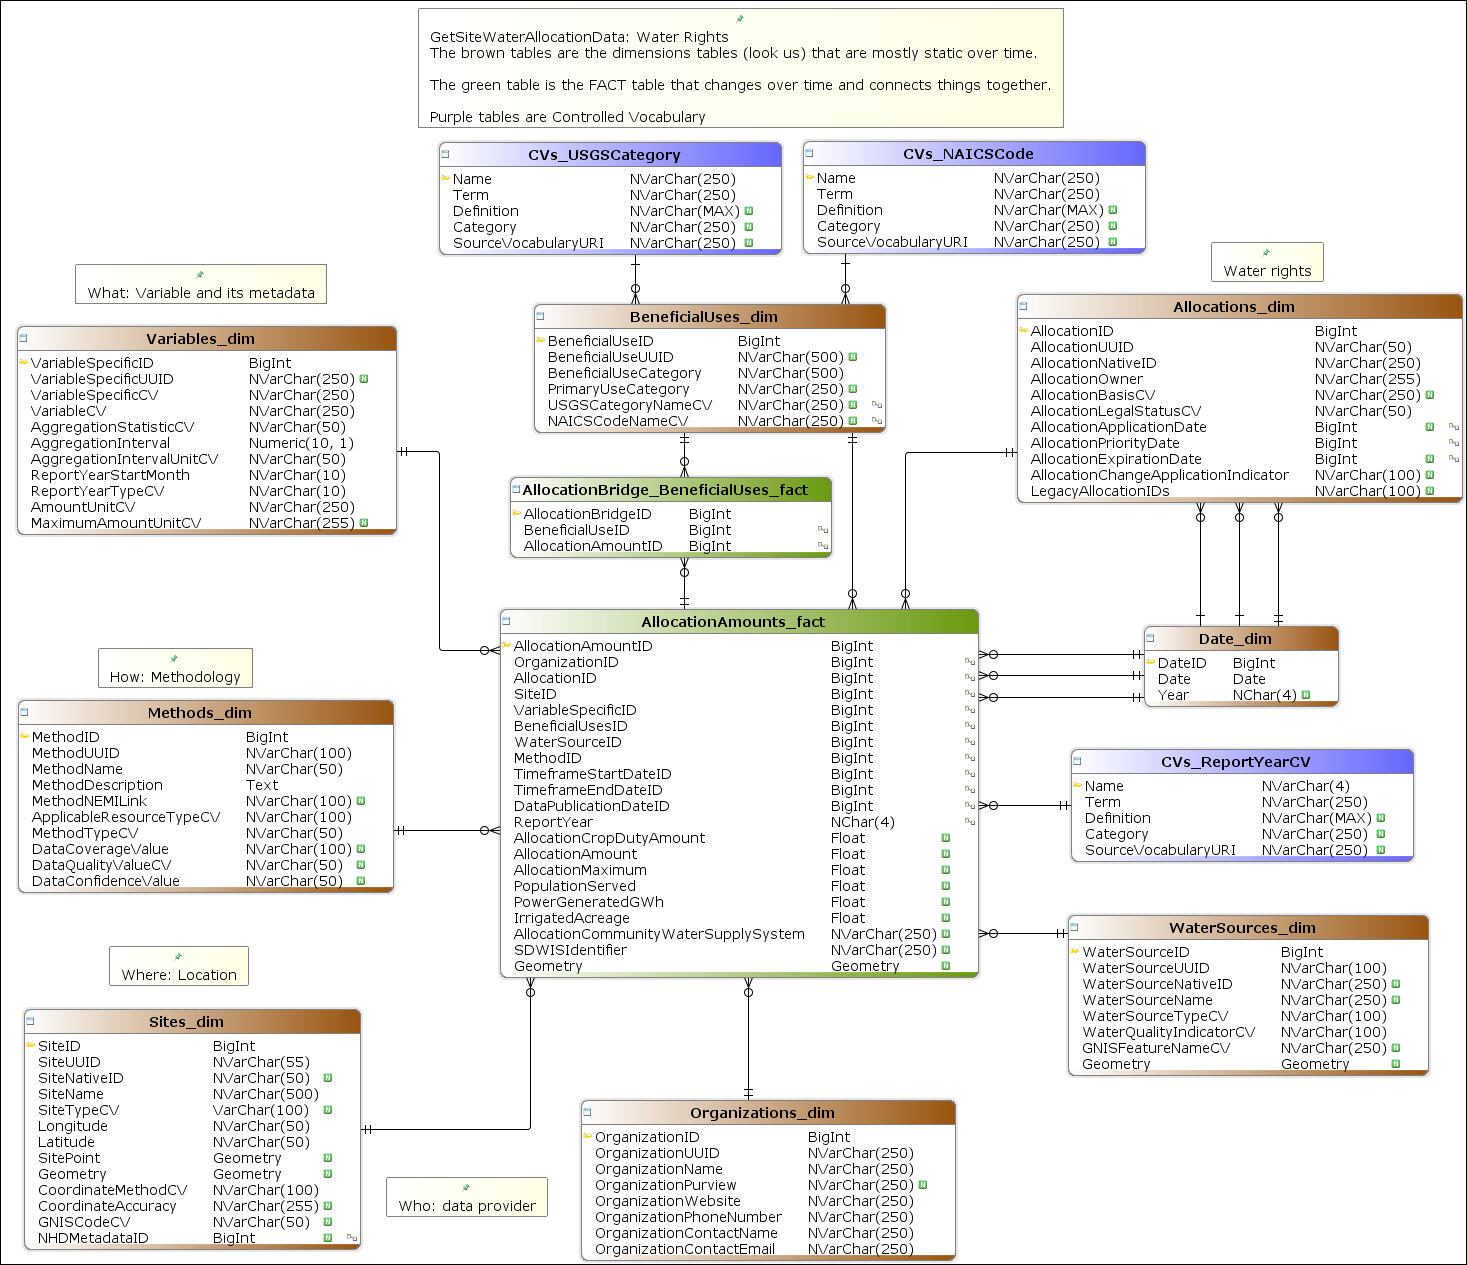 GetSiteWaterAllocationData: Water Rights
The brown tables are the dimensions tables (look us) that are mostly static over time.
The green table is the FACT table that changes over time and connects things together.
Purple tables are Controlled Vocabulary
CVs_USGSCategory
Name NVarChar(250)
Term NVarChar(250)
Definition NVarChar(MAX) N
Category NVarChar(250) N
SourceVocabularyURI NVarChar(250) N
CVs_NAICSCode
Name NVarChar(250)
Term NVarChar(250)
Definition NVarChar(MAX) N
Category NVarChar(250) N
SourceVocabularyURI NVarChar(250) N
What: Variable and its metadata
Variables_dim
VariableSpecificID BigInt
VariableSpecificUUID NVarChar(250) N
VariableSpecificCV NVarChar(250)
VariableCV NVarChar(250)
AggregationStatisticCV NVarChar(50)
AggregationInterval Numeric(10, 1)
AggregationIntervalUnitCV NVarChar(50)
ReportYearStartMonth NVarChar(10)
ReportYearTypeCV NVarChar(10)
AmountUnitCV NVarChar(250)
MaximumAmountUnitCV NVarChar(255) N
BeneficialUses_dim
BeneficialUseID BigInt
BeneficialUseUUID NVarChar(500) N
BeneficialUseCategory NVarChar(500)
PrimaryUseCategory NVarChar(250) N
USGSCategoryNameCV NVarChar(250) N
NAICSCodeNameCV NVarChar(250) N
Water rights
Allocations_dim
AllocationID BigInt
AllocationUUID NVarChar(50)
AllocationNativeID NVarChar(250)
AllocationOwner NVarChar(255)
AllocationBasisCV NVarChar(250) N
AllocationLegalStatusCV NVarChar(50)
AllocationApplicationDate BigInt N
AllocationPriorityDate BigInt
AllocationExpirationDate BigInt N
AllocationChangeApplicationIndicator NVarChar(100) N
LegacyAllocationIDs NVarChar(100) N
AllocationBridge_BeneficialUses_fact
AllocationBridgeID BigInt
BeneficialUseID BigInt
AllocationAmountID BigInt
AllocationAmounts_fact
AllocationAmountID BigInt
OrganizationID BigInt
AllocationID BigInt
SiteID BigInt
VariableSpecificID BigInt
BeneficialUsesID BigInt
WaterSourceID BigInt
MethodID BigInt
TimeframeStartDateID BigInt
TimeframeEndDateID BigInt
DataPublicationDateID BigInt
ReportYear NChar(4)
AllocationCropDutyAmount Float N
AllocationAmount Float N
AllocationMaximum Float N
PopulationServed Float N
PowerGeneratedGWh Float N
IrrigatedAcreage Float N
AllocationCommunityWaterSupplySystem NVarChar(250) N
SDWISIdentifier NVarChar(250) N
Geometry Geometry N
Date_dim
DateID BigInt
Date Date
Year NChar(4) N
How: Methodology
Methods_dim
MethodID BigInt
MethodUUID NVarChar(100)
MethodName NVarChar(50)
MethodDescription Text
MethodNEMILink NVarChar(100) N
ApplicableResourceTypeCV NVarChar(100)
MethodTypeCV NVarChar(50)
DataCoverageValue NVarChar(100) N
DataQualityValueCV NVarChar(50) N
DataConfidenceValue NVarChar(50) N
CVs_ReportYearCV
Name NVarChar(4)
Term NVarChar(250)
Definition NVarChar(MAX) N
Category NVarChar(250) N
SourceVocabularyURI NVarChar(250) N
WaterSources_dim
WaterSourceID BigInt
WaterSourceUUID NVarChar(100)
WaterSourceNativeID NVarChar(250) N
WaterSourceName NVarChar(250) N
WaterSourceTypeCV NVarChar(100)
WaterQualityIndicatorCV NVarChar(100)
GNISFeatureNameCV NVarChar(250) N
Geometry Geometry N
Where: Location
Sites_dim
SiteID BigInt
SiteUUID NVarChar(55)
SiteNativeID NVarChar(50) N
SiteName NVarChar(500)
SiteTypeCV VarChar(100) N
Longitude NVarChar(50)
Latitude NVarChar(50)
SitePoint Geometry N
Geometry Geometry N
CoordinateMethodCV NVarChar(100)
CoordinateAccuracy NVarChar(255) N
GNISCodeCV NVarChar(50) N
NHDMetadataID BigInt N
Who: data provider
Organizations_dim
OrganizationID BigInt
OrganizationUUID NVarChar(250)
OrganizationName NVarChar(250)
OrganizationPurview NVarChar(250) N
OrganizationWebsite NVarChar(250)
OrganizationPhoneNumber NVarChar(250)
OrganizationContactName NVarChar(250)
OrganizationContactEmail NVarChar(250)